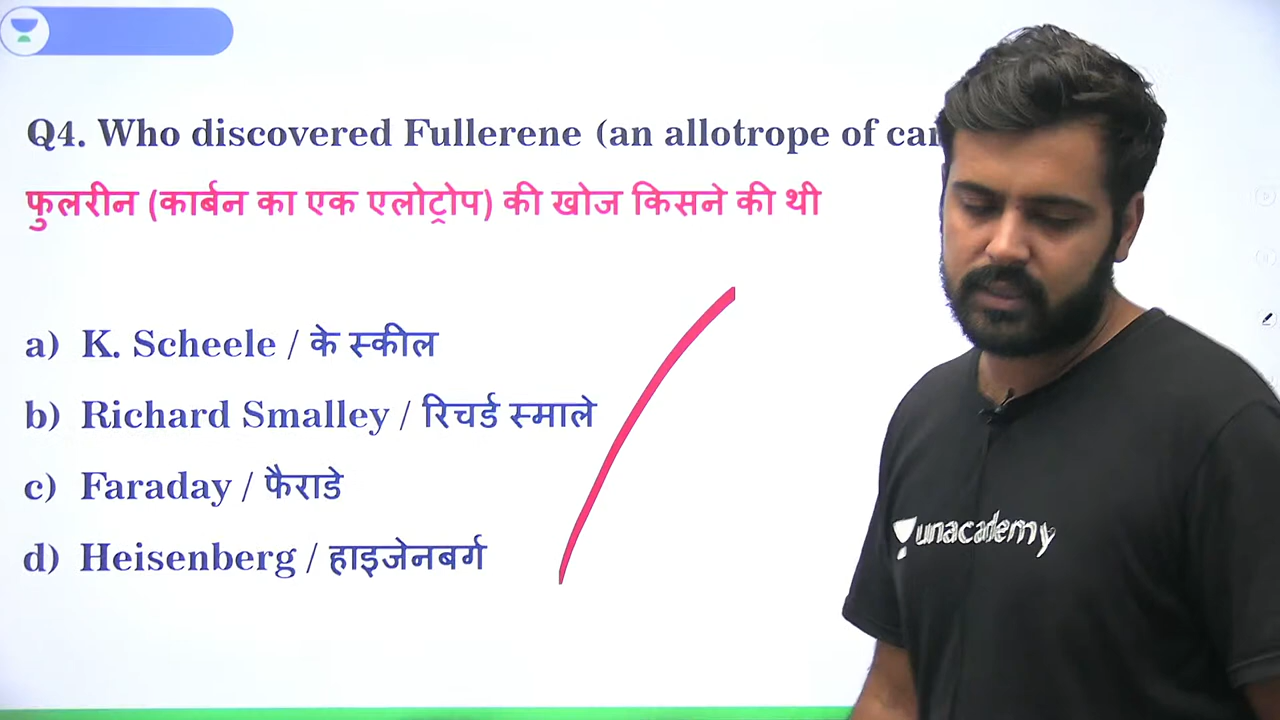 Q4. Who discovered Fullerene (an allotrope of
फुलरीन (कार्बन का एक एलोट्रोप) की खोज किसने की थी
a) K. Scheele / के स्कील
b) Richard Smalley / रिचर्ड स्माले
c) Faraday / फैराडे
d) Heisenberg / हाइजेनबर्ग
unacademy